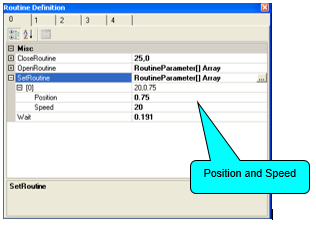 Routine Definition
0 1 2 3 4
Misc
CloseRoutine 25,0
OpenRoutine RoutineParameter[] Array
SetRoutine RoutineParameter[] Array ...
[0] 20,0.75
Position 0.75
Speed 20
Wait 0.191
Position and Speed
SetRoutine